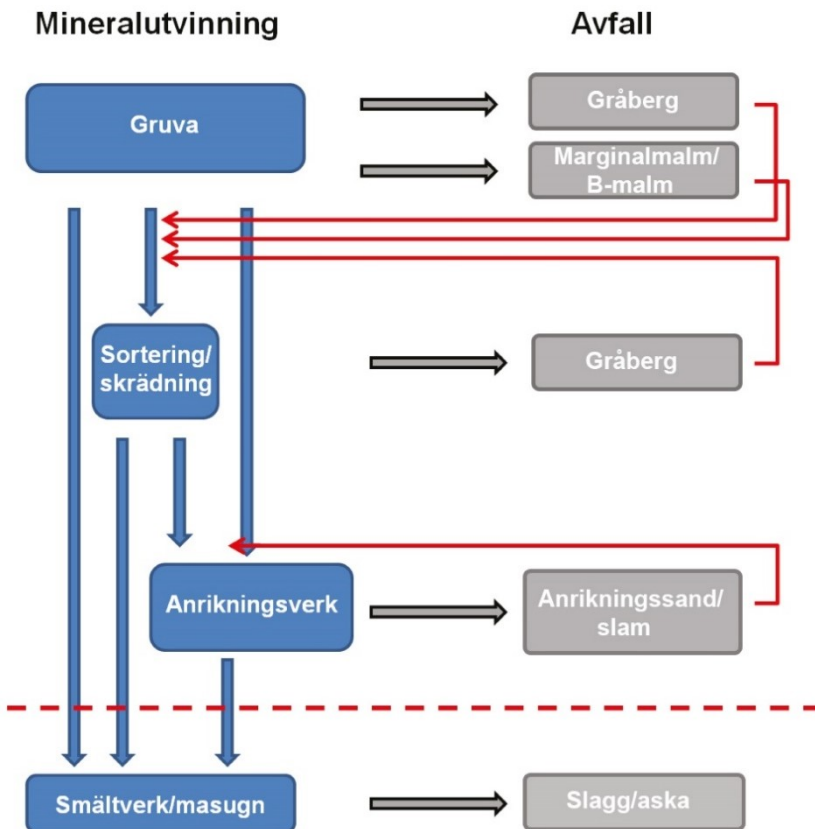 Mineralutvinning
Avfall
Gruva
Gråberg
Marginalmalm/
B-malm
Sortering/
skrädning
Gråberg
Anrikningsverk
Anrikningssand/
slam
Smältverk/masugn
Slagg/aska